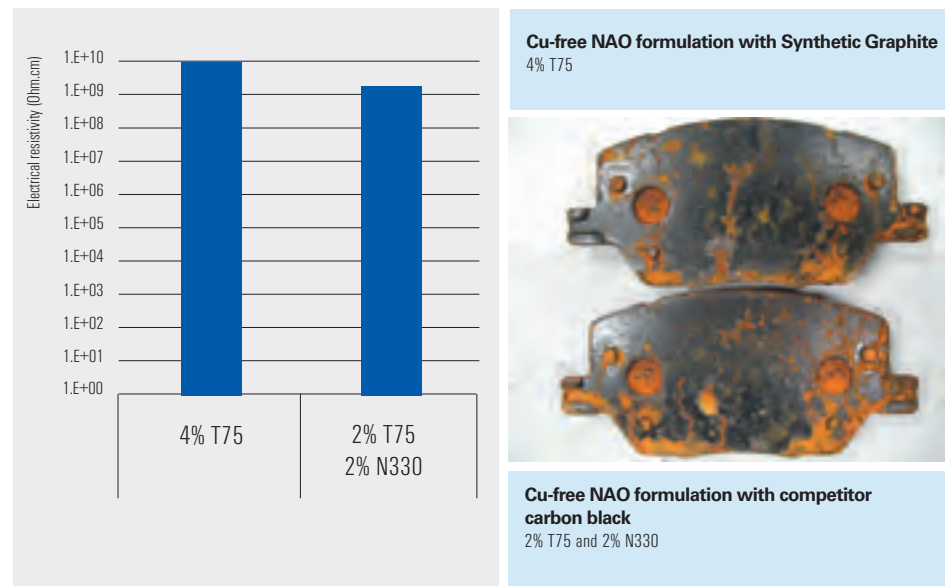 Electrical resistivity (Ohm.cm)
1.E+10
1.E+09
1.E+08
1.E+07
1.E+06
1.E+05
1.E+04
1.E+03
1.E+02
1.E+01
1.E+00
4% T75
2% T75
2% N330
Cu-free NAO formulation with Synthetic Graphite
4% T75
Cu-free NAO formulation with competitor
carbon black
2% T75 and 2% N330